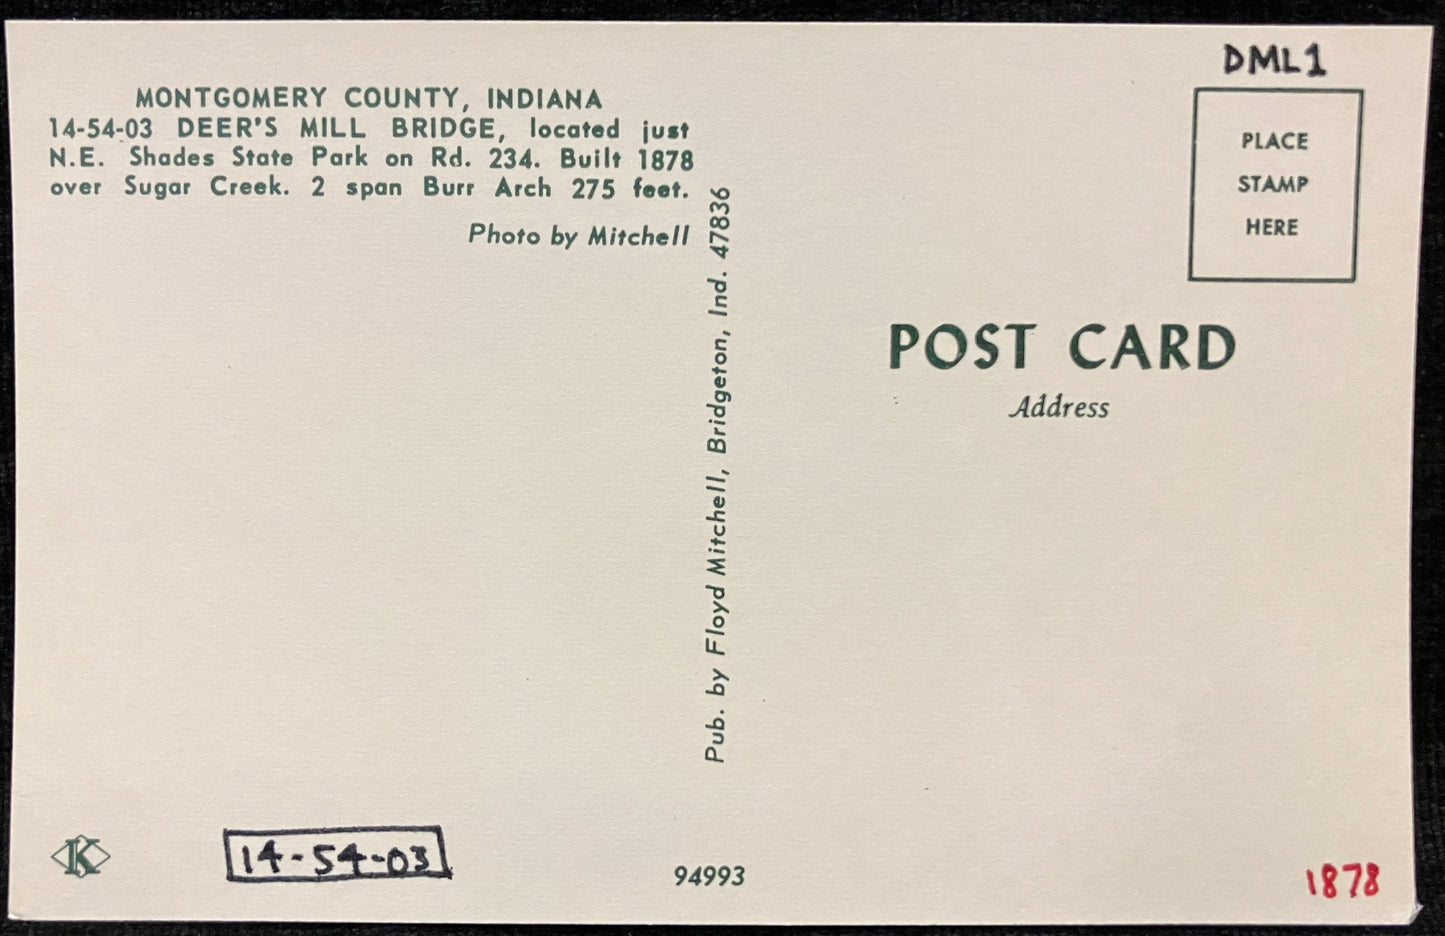 MONTGOMERY COUNTY, INDIANA
14-54-03 DEER'S MILL BRIDGE, located just
N.E. Shades State Park on Rd. 234. Built 1878
over Sugar Creek. 2 span Burr Arch 275 feet.
Photo by Mitchell
Pub. by Floyd Mitchell, Bridgeton, Ind. 47836
DML1
PLACE
STAMP
HERE
POST CARD
Address
K
14-54-03
94993
1878